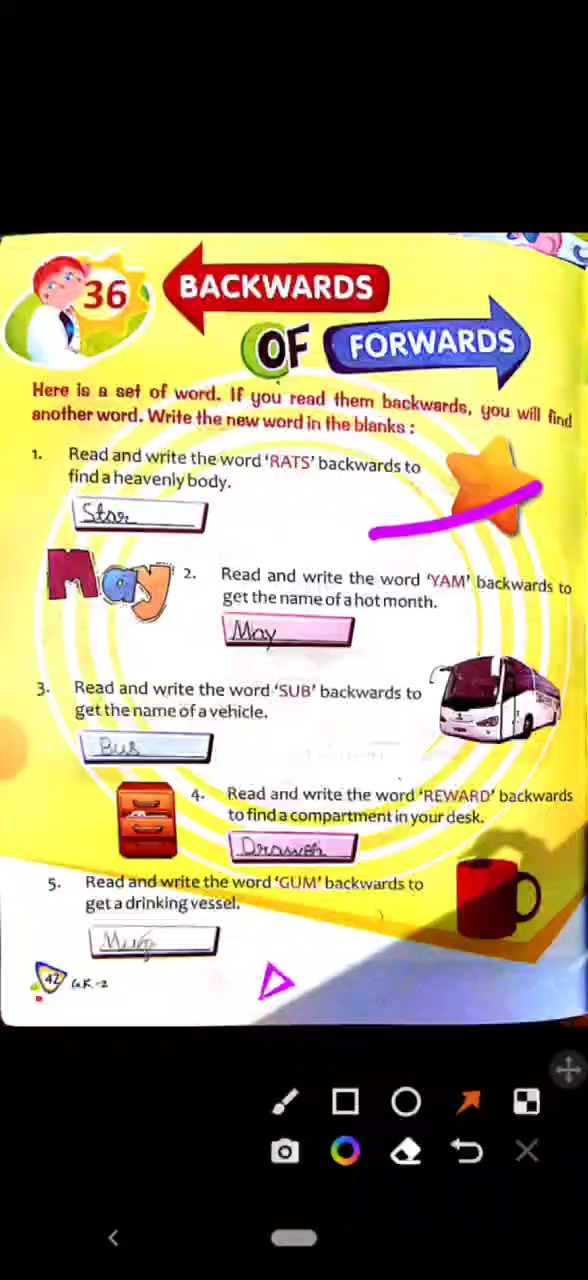 36
BACKWARDS
OF FORWARDS
Here is a set of word. If you read them backwards, you will find
another word. Write the new word in the blanks :
1. Read and write the word ‘RATS’ backwards to
find a heavenly body.
Star
May
2. Read and write the word ‘YAM’ backwards to
get the name of a hot month.
May
3. Read and write the word ‘SUB’ backwards to
get the name of a vehicle.
Bus
4. Read and write the word ‘REWARD’ backwards
to find a compartment in your desk.
Drawer
5. Read and write the word ‘GUM’ backwards to
get a drinking vessel.
Mug
42 G.K.-2